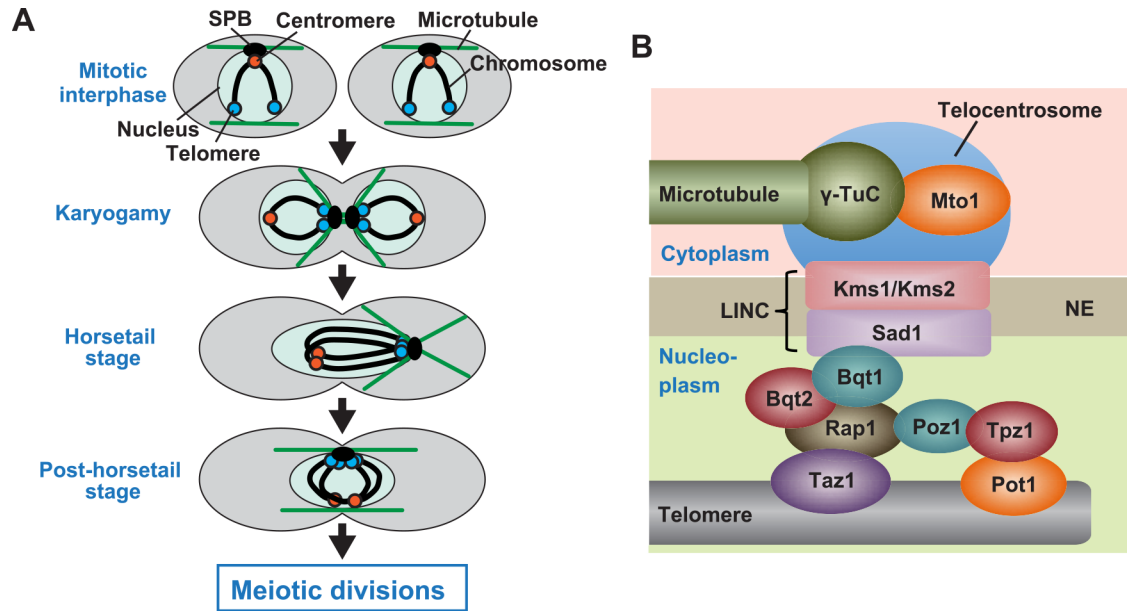 A
SPB
Centromere
Microtubule
Chromosome
Mitotic
interphase
Nucleus
Telomere
Karyogamy
Horsetail
stage
Post-horsetail
stage
Meiotic divisions
B
Telocentrosome
Microtubule
γ-TuC
Mto1
Cytoplasm
LINC
Kms1/Kms2
NE
Sad1
Nucleo-
plasm
Bqt1
Bqt2
Rap1
Poz1
Tpz1
Taz1
Pot1
Telomere